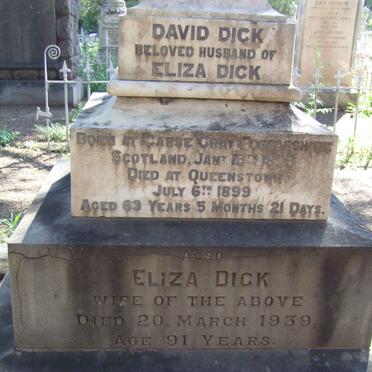 DAVID DICK
BELOVED HUSBAND OF
ELIZA DICK
BORN AT CARSE GRAY FORFARSHIRE
SCOTLAND, JANY 15TH
DIED AT QUEENSTOWN
JULY 6TH 1899
AGED 63 YEARS 5 MONTHS 21 DAYS.
ALSO
ELIZA DICK
WIFE OF THE ABOVE
DIED 20. MARCH 1939.
AGE 91 YEARS.